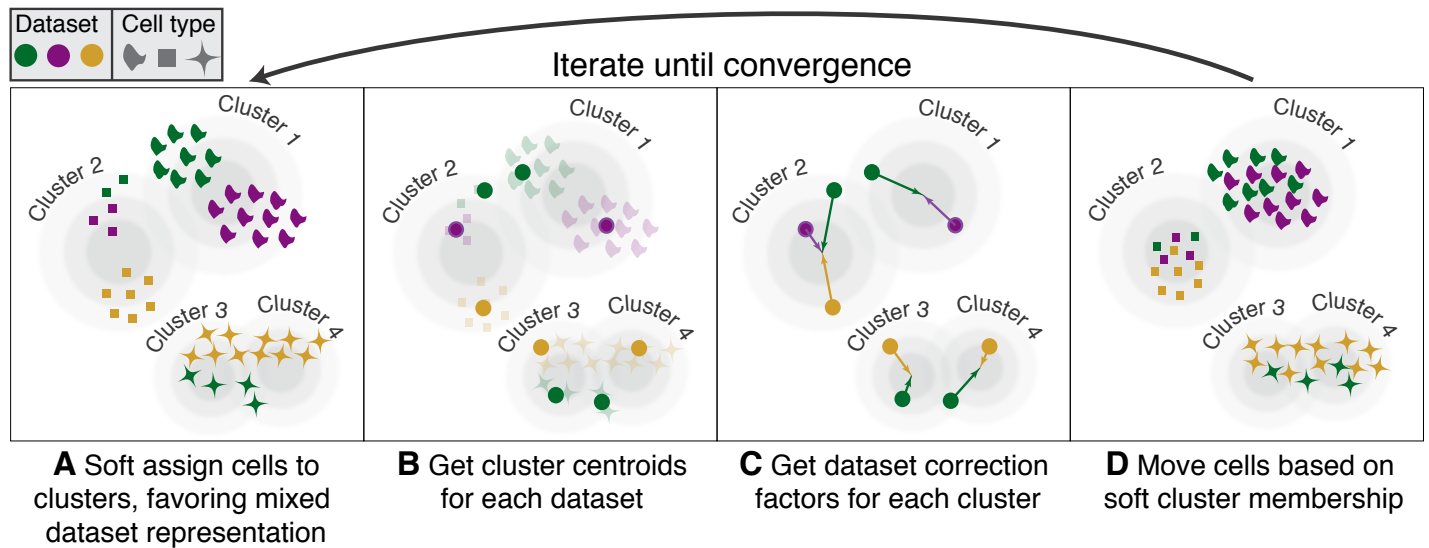 Dataset
Cell type
Iterate until convergence
Cluster 1
Cluster 2
Cluster 3
Cluster 4
Cluster 1
Cluster 2
Cluster 3
Cluster 4
Cluster 1
Cluster 2
Cluster 3
Cluster 4
Cluster 1
Cluster 2
Cluster 3
Cluster 4
A Soft assign cells to
clusters, favoring mixed
dataset representation
B Get cluster centroids
for each dataset
C Get dataset correction
factors for each cluster
D Move cells based on
soft cluster membership